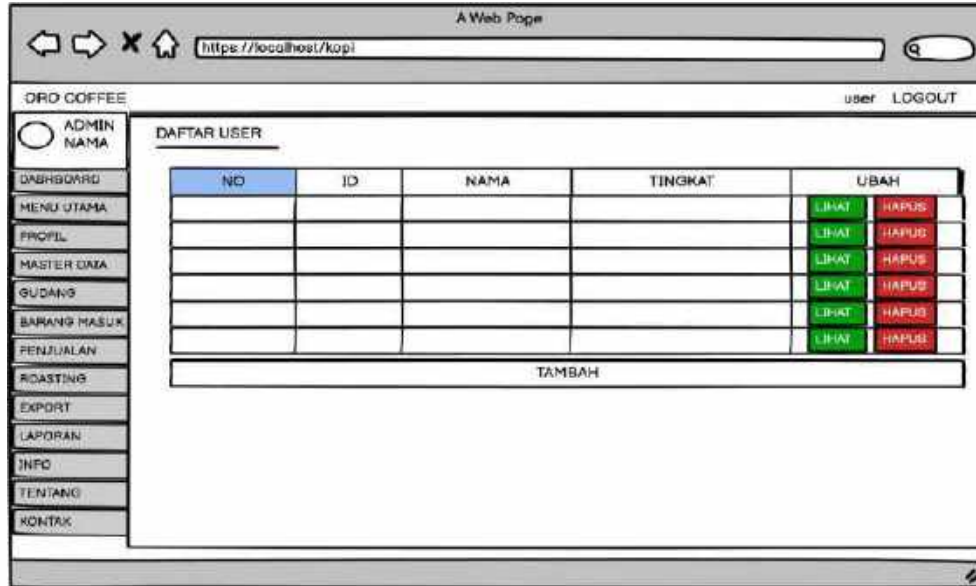 A Web Page
https://localhost/kopi
ORO COFFEE
user LOGOUT
ADMIN
NAMA
DAFTAR USER
DASHBOARD
MENU UTAMA
PROFIL
MASTER DATA
GUDANG
BARANG MASUK
PENJUALAN
ROASTING
EXPORT
LAPORAN
INFO
TENTANG
KONTAK
NO ID NAMA TINGKAT UBAH
LIHAT HAPUS
LIHAT HAPUS
LIHAT HAPUS
LIHAT HAPUS
LIHAT HAPUS
LIHAT HAPUS
TAMBAH